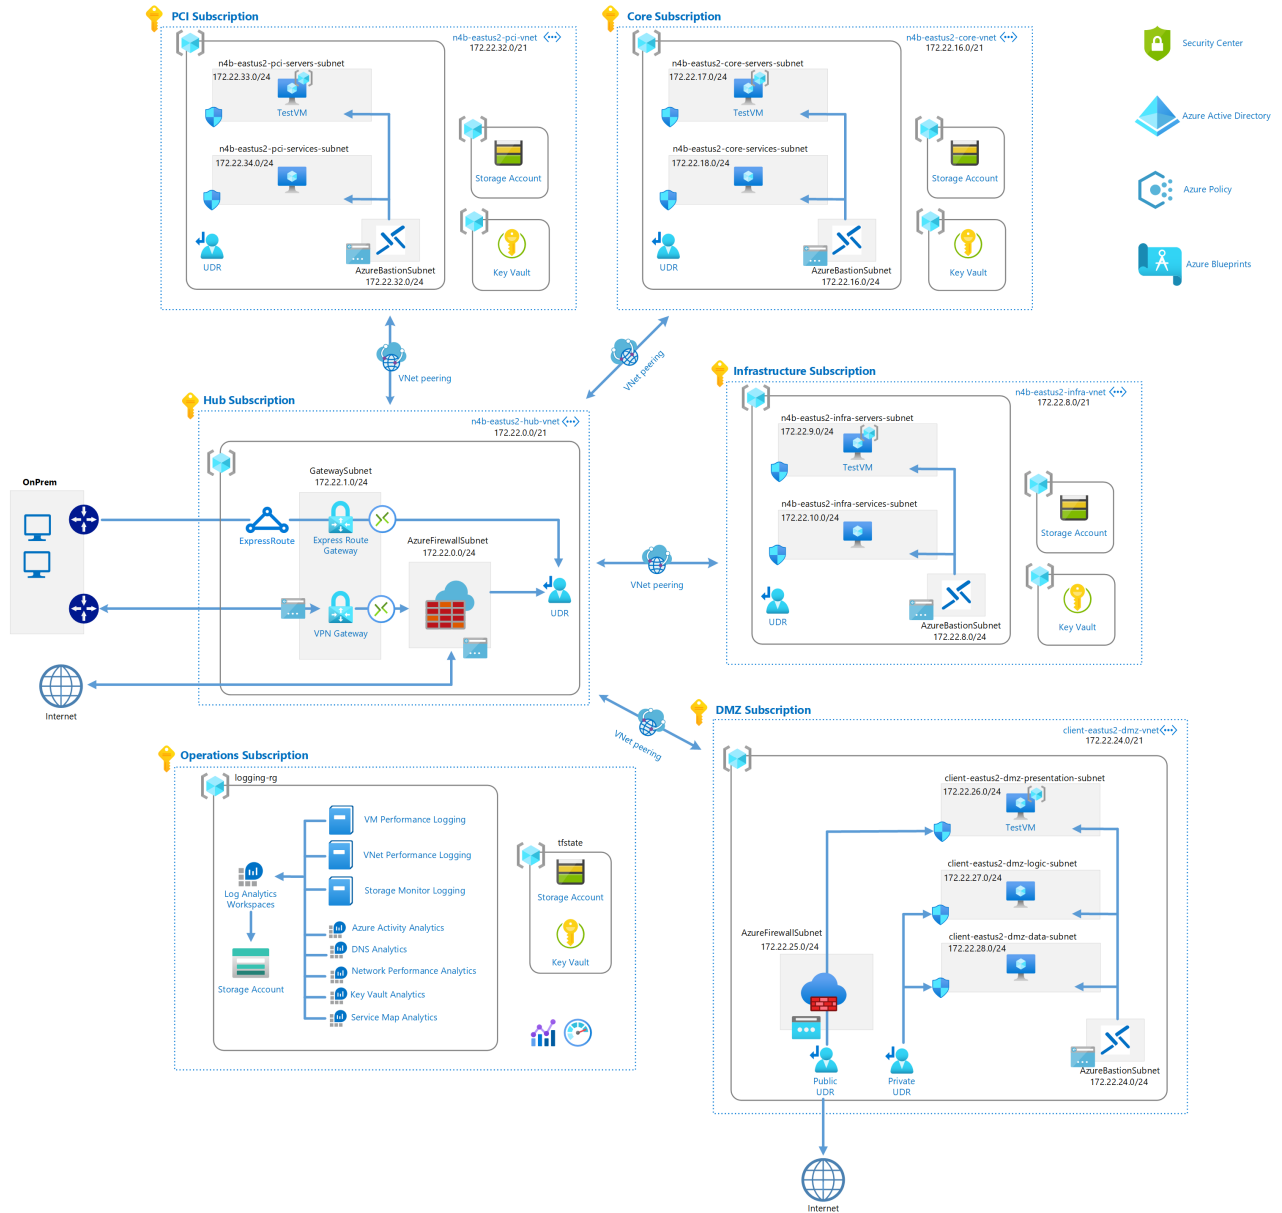 PCI Subscription
n4b-eastus2-pci-vnet
172.22.32.0/21
n4b-eastus2-pci-servers-subnet
172.22.33.0/24
TestVM
n4b-eastus2-pci-services-subnet
172.22.34.0/24
UDR
AzureBastionSubnet
172.22.32.0/24
Storage Account
Key Vault
Core Subscription
n4b-eastus2-core-vnet
172.22.16.0/21
n4b-eastus2-core-servers-subnet
172.22.17.0/24
TestVM
n4b-eastus2-core-services-subnet
172.22.18.0/24
UDR
AzureBastionSubnet
172.22.16.0/24
Storage Account
Key Vault
Security Center
Azure Active Directory
Azure Policy
Azure Blueprints
VNet peering
VNet peering
Hub Subscription
n4b-eastus2-hub-vnet
172.22.0.0/21
OnPrem
GatewaySubnet
172.22.1.0/24
ExpressRoute
Express Route
Gateway
AzureFirewallSubnet
172.22.0.0/24
VPN Gateway
UDR
Internet
VNet peering
Infrastructure Subscription
n4b-eastus2-infra-vnet
172.22.8.0/21
n4b-eastus2-infra-servers-subnet
172.22.9.0/24
TestVM
n4b-eastus2-infra-services-subnet
172.22.10.0/24
UDR
AzureBastionSubnet
172.22.8.0/24
Storage Account
Key Vault
VNet peering
Operations Subscription
logging-rg
VM Performance Logging
VNet Performance Logging
Storage Monitor Logging
Log Analytics
Workspaces
Azure Activity Analytics
DNS Analytics
Network Performance Analytics
Key Vault Analytics
Service Map Analytics
Storage Account
tfstate
Storage Account
Key Vault
DMZ Subscription
client-eastus2-dmz-vnet
172.22.24.0/21
client-eastus2-dmz-presentation-subnet
172.22.26.0/24
TestVM
client-eastus2-dmz-logic-subnet
172.22.27.0/24
client-eastus2-dmz-data-subnet
172.22.28.0/24
AzureFirewallSubnet
172.22.25.0/24
Public
UDR
Private
UDR
AzureBastionSubnet
172.22.24.0/24
Internet